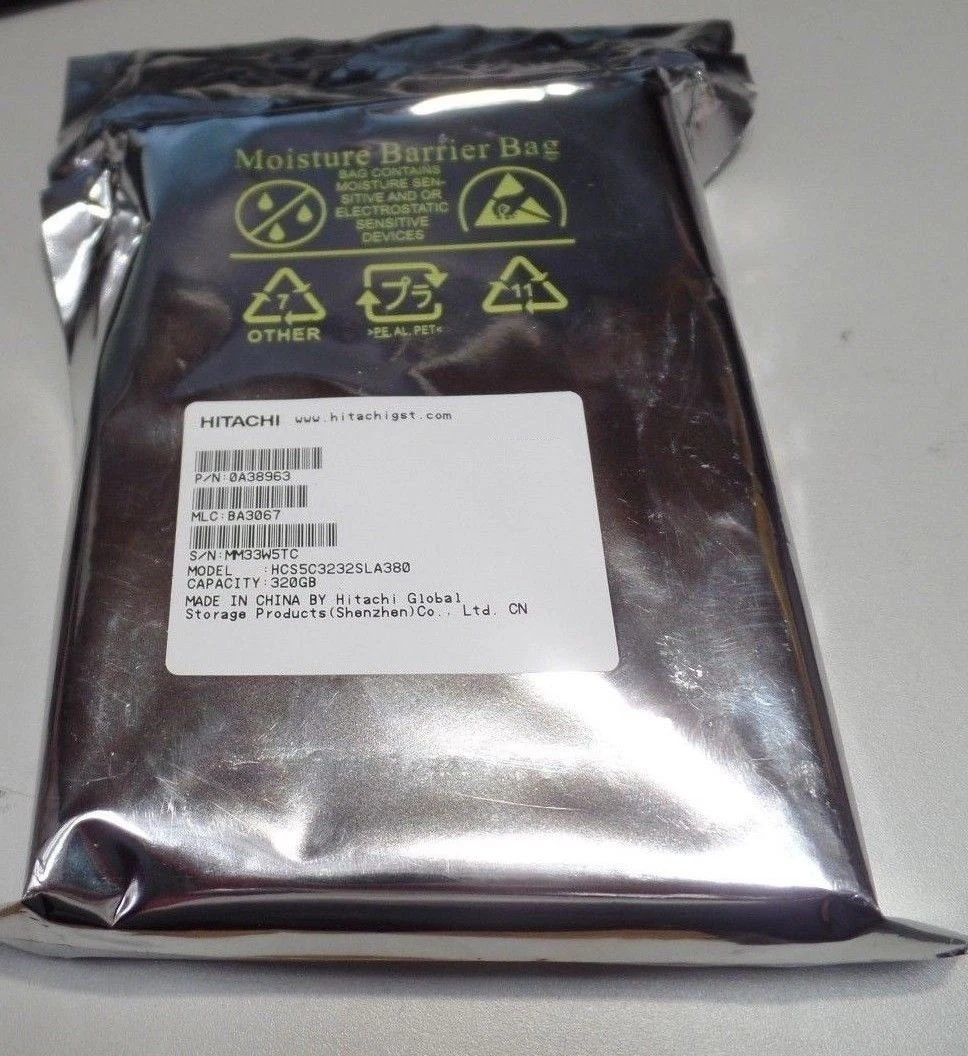 Moisture Barrier Bag
BAG CONTAINS
MOISTURE SEN-
SITIVE AND OR
ELECTROSTATIC
SENSITIVE
DEVICES
7
OTHER
プラ
>PE, AL, PET<
11
HITACHI www.hitachigst.com
P/N:0A38963
MLC:BA3067
S/N:MM33W5TC
MODEL :HCS5C3232SLA380
CAPACITY:320GB
MADE IN CHINA BY Hitachi Global
Storage Products(Shenzhen)Co., Ltd. CN